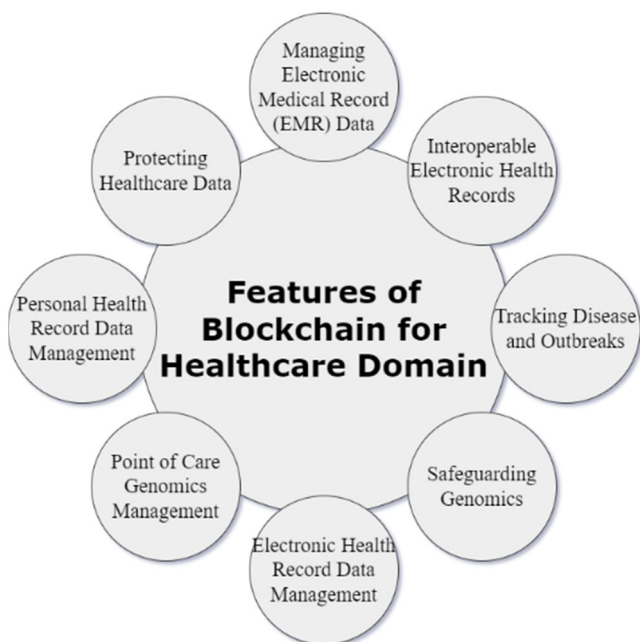 Managing
Electronic
Medical Record
(EMR) Data
Interoperable
Electronic Health
Records
Tracking Disease
and Outbreaks
Safeguarding
Genomics
Electronic Health
Record Data
Management
Point of Care
Genomics
Management
Personal Health
Record Data
Management
Protecting
Healthcare Data
Features of
Blockchain for
Healthcare Domain